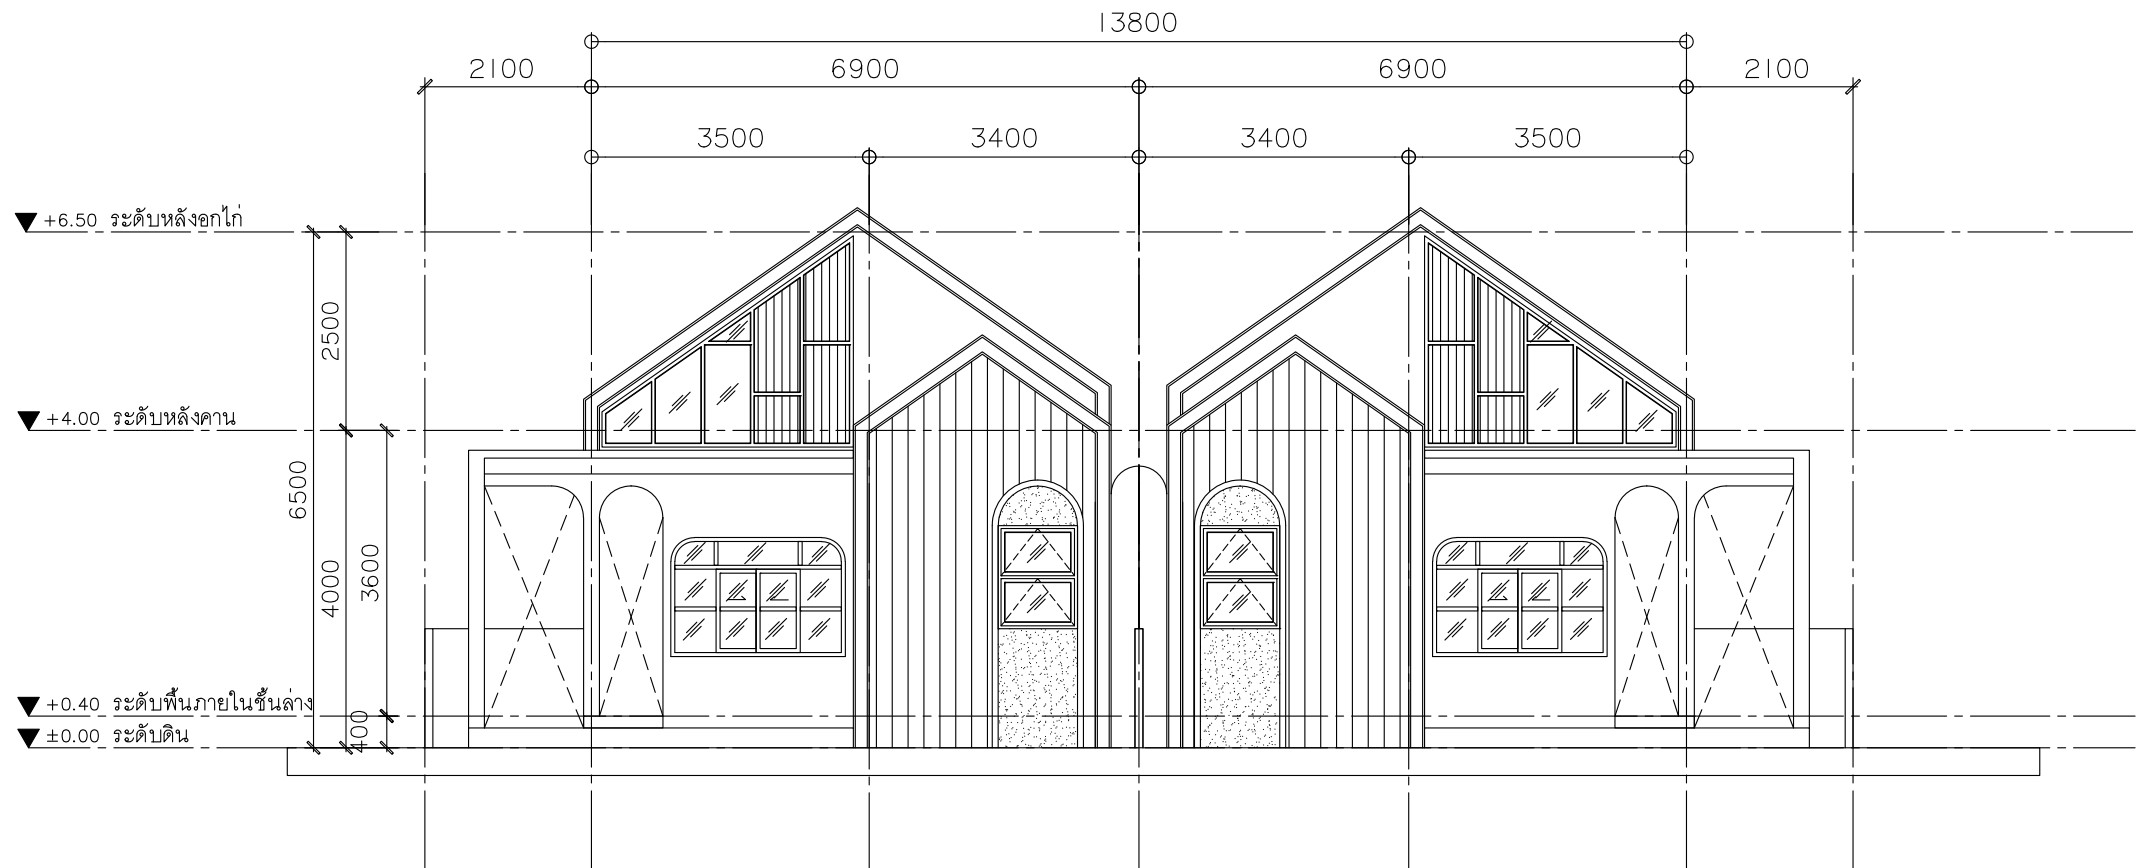 13800
2100 6900 6900 2100
3500 3400 3400 3500
+6.50 ระดับหลังอกไก่
2500
+4.00 ระดับหลังคาน
6500
4000
3600
+0.40 ระดับพื้นภายในชั้นล่าง
400
±0.00 ระดับดิน